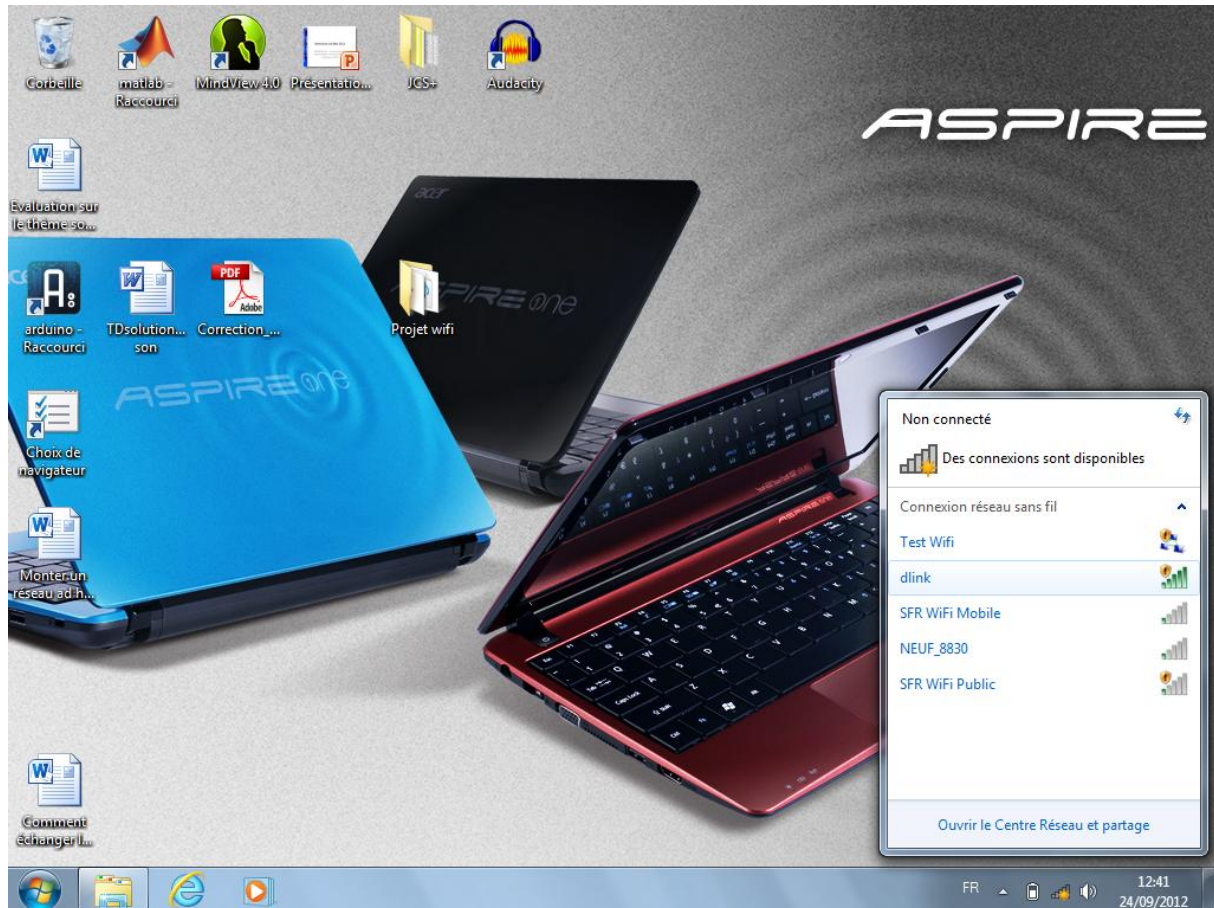 Corbeille
matlab -
Raccourci
MindView 4.0
Présentatio...
JCS+
Audacity
ASPIRE
Evaluation sur
le thème so...
acer
ASPIRE one
arduino -
Raccourci
TDsolution...
son
PDF
Adobe
Correction_...
Projet wifi
ASPIRE one
Choix de
navigateur
Monter un
réseau ad h...
Comment
échanger l...
Non connecté
Des connexions sont disponibles
Connexion réseau sans fil
Test Wifi
dlink
SFR WiFi Mobile
NEUF_8830
SFR WiFi Public
Ouvrir le Centre Réseau et partage
FR
12:41
24/09/2012